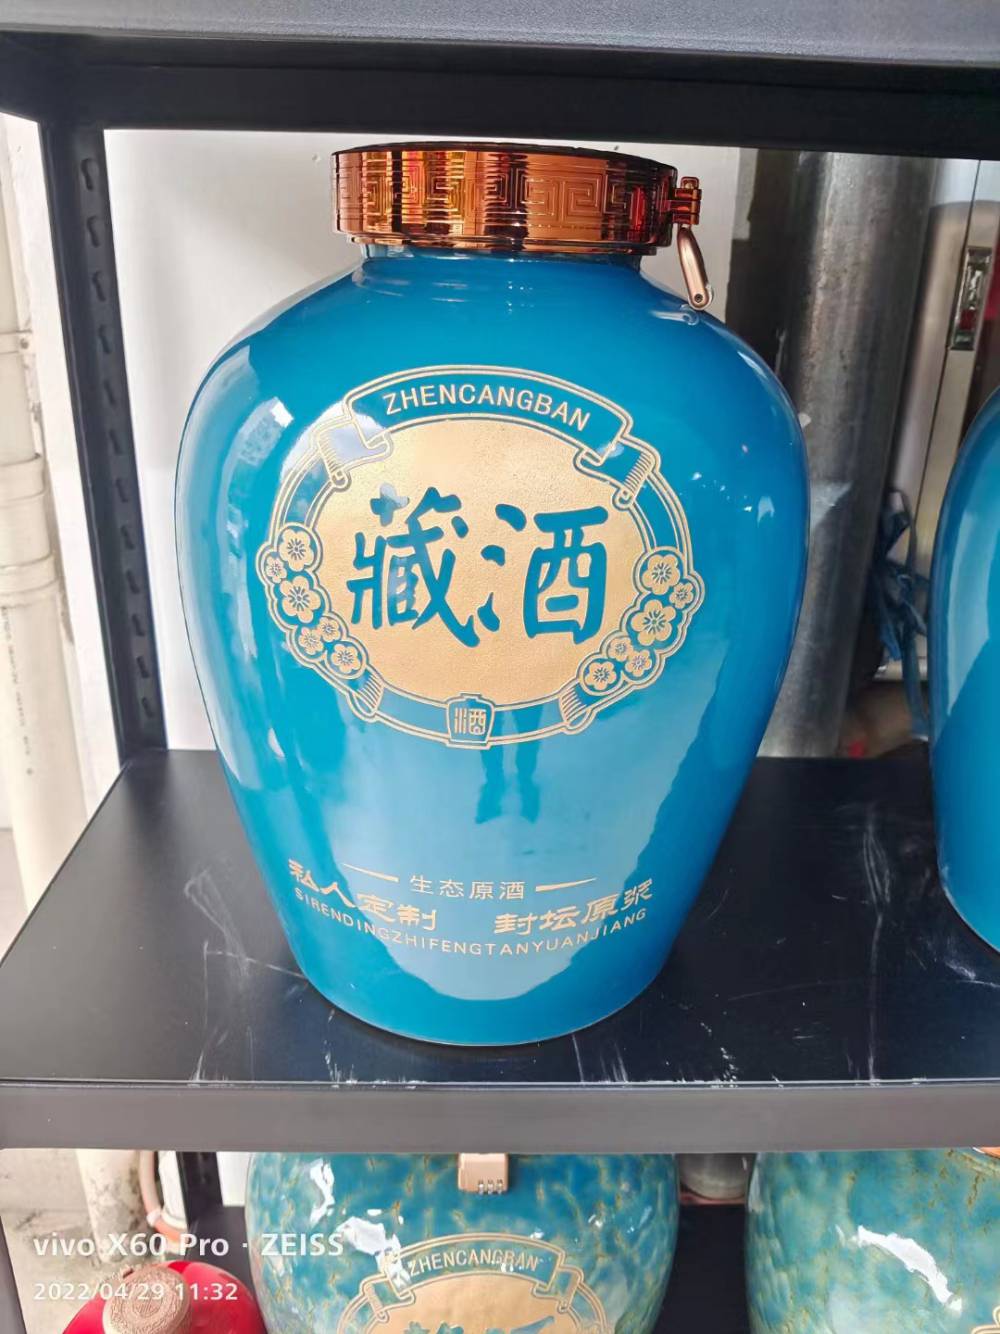 ZHENCANGBAN
藏酒
酒
生态原酒
私人定制 封坛原浆
SIRENDINGZHIFENGTANYUANJIANG
ZHENCANGBAN
vivo X60 Pro · ZEISS
2022/04/29 11:32